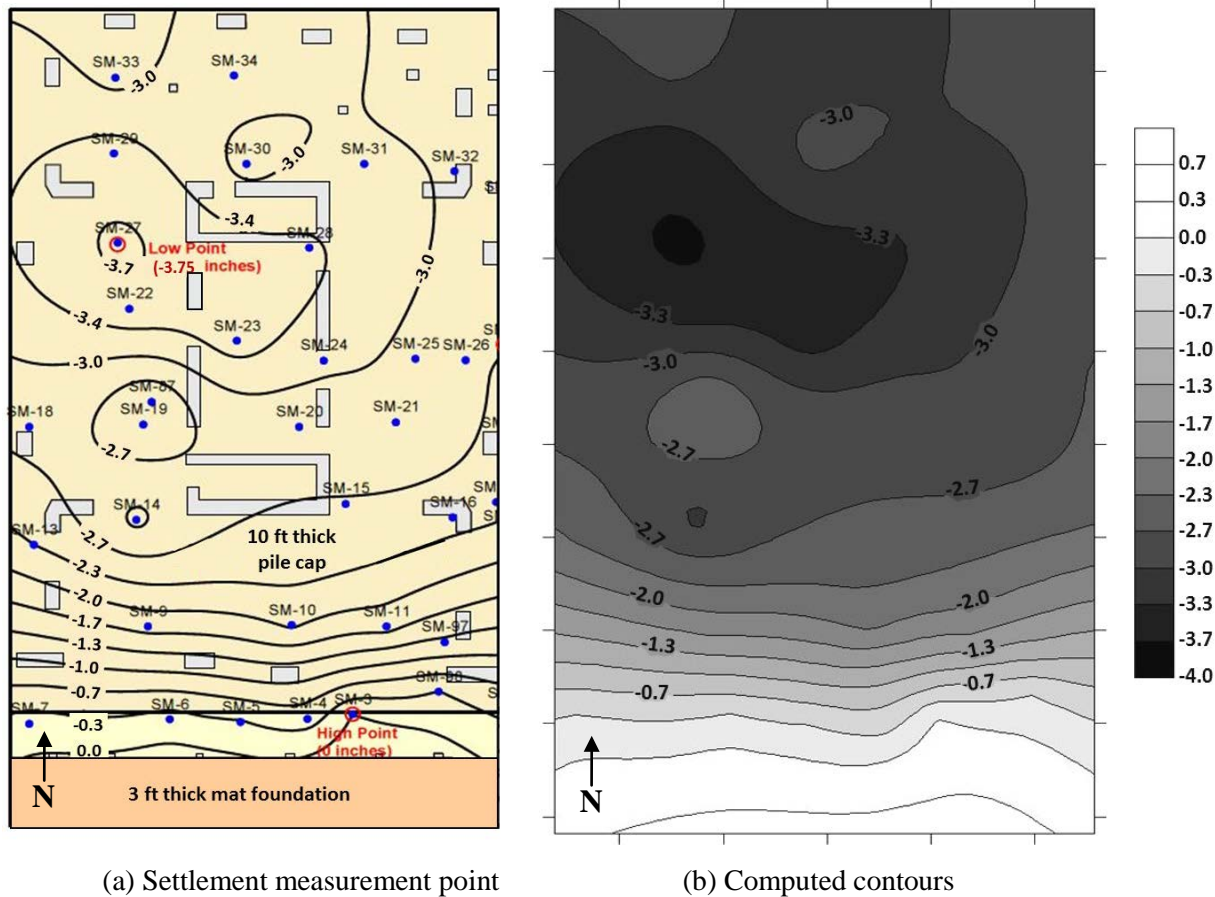 SM-33
SM-34
-3.0
SM-29
SM-30
-3.0
SM-31
SM-32
SM-27
-3.4
SM-28
Low Point
(-3.75 inches)
-3.7
-3.0
SM-22
-3.4
SM-23
SM-24
SM-25
SM-26
-3.0
SM-87
SM-19
SM-18
SM-20
SM-21
-2.7
SM-14
SM-15
SM-16
SM-13
-2.7
10 ft thick
pile cap
-2.3
-2.0
SM-9
SM-10
SM-11
-1.7
SM-97
-1.3
-1.0
-0.7
SM-98
SM-7
-0.3
SM-6
SM-5
SM-4
SM-3
High Point
(0 inches)
0.0
N
3 ft thick mat foundation
(a) Settlement measurement point
-3.0
-3.3
-3.3
-3.0
-3.0
-2.7
-2.7
-2.7
-2.0
-2.0
-1.3
-1.3
-0.7
-0.7
N
0.7
0.3
0.0
-0.3
-0.7
-1.0
-1.3
-1.7
-2.0
-2.3
-2.7
-3.0
-3.3
-3.7
-4.0
(b) Computed contours